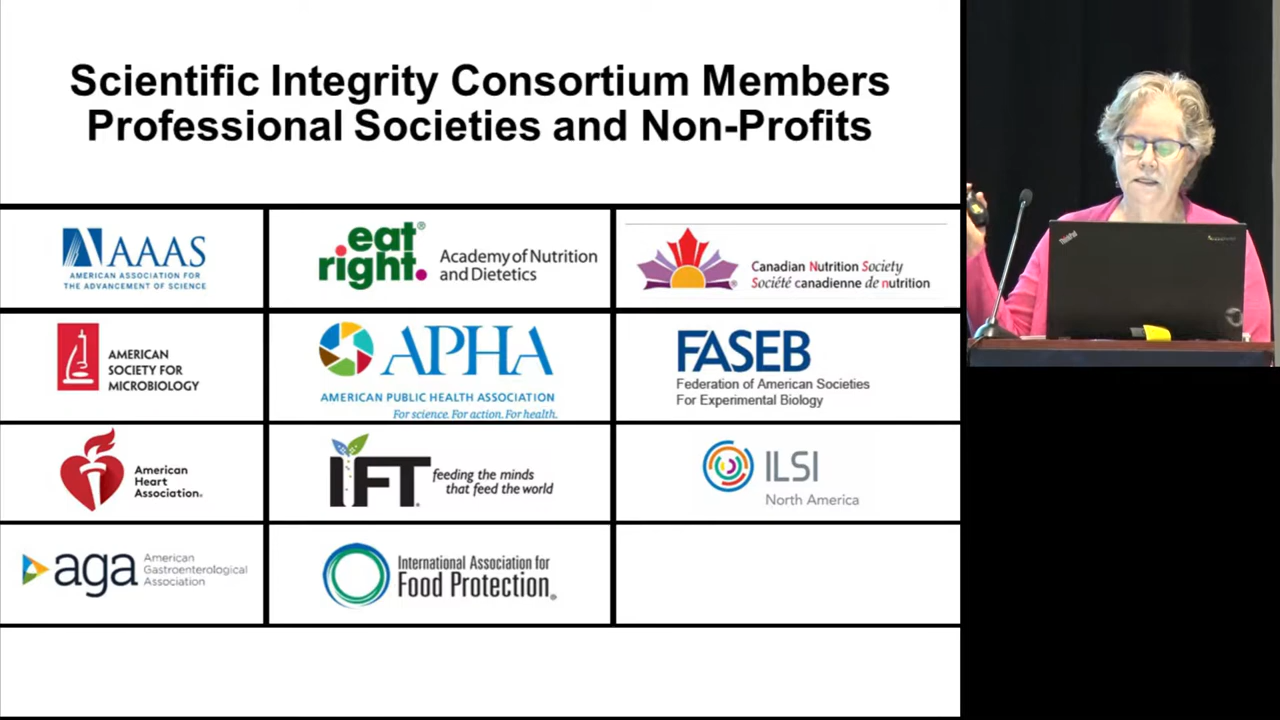 Scientific Integrity Consortium Members
Professional Societies and Non-Profits
AAAS
AMERICAN ASSOCIATION FOR
THE ADVANCEMENT OF SCIENCE
eat
right.®
Academy of Nutrition
and Dietetics
Canadian Nutrition Society
Société canadienne de nutrition
AMERICAN
SOCIETY FOR
MICROBIOLOGY
APHA
AMERICAN PUBLIC HEALTH ASSOCIATION
For science. For action. For health.
FASEB
Federation of American Societies
For Experimental Biology
American
Heart
Association®
IFT
feeding the minds
that feed the world
ILSI
North America
aga
American
Gastroenterological
Association
International Association for
Food Protection®
ThinkPad